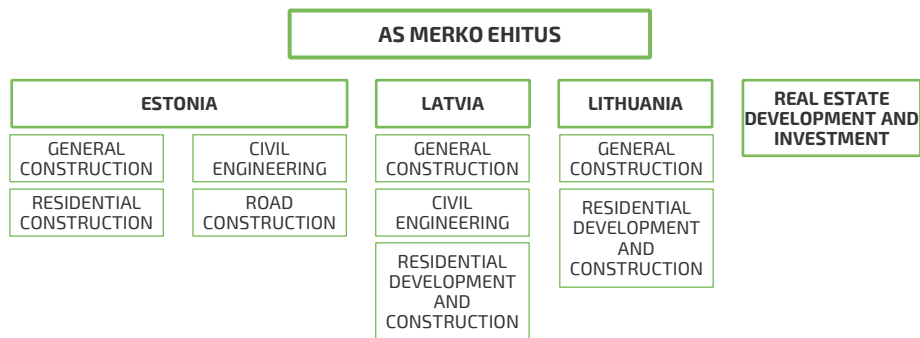 AS MERKO EHITUS
ESTONIA
GENERAL
CONSTRUCTION
CIVIL
ENGINEERING
RESIDENTIAL
CONSTRUCTION
ROAD
CONSTRUCTION
LATVIA
GENERAL
CONSTRUCTION
CIVIL
ENGINEERING
RESIDENTIAL
DEVELOPMENT
AND
CONSTRUCTION
LITHUANIA
GENERAL
CONSTRUCTION
RESIDENTIAL
DEVELOPMENT
AND
CONSTRUCTION
REAL ESTATE
DEVELOPMENT AND
INVESTMENT